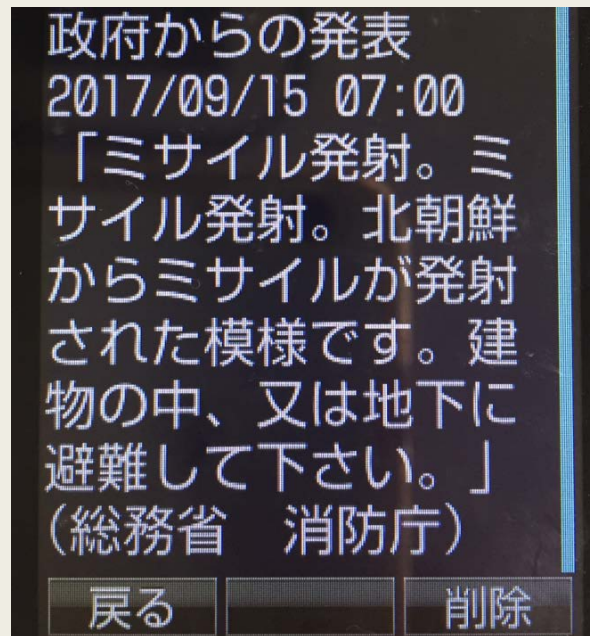 政府からの発表
2017/09/15 07:00
「ミサイル発射。ミ
サイル発射。北朝鮮
からミサイルが発射
された模様です。建
物の中、又は地下に
避難して下さい。」
(総務省　消防庁)
戻る
削除